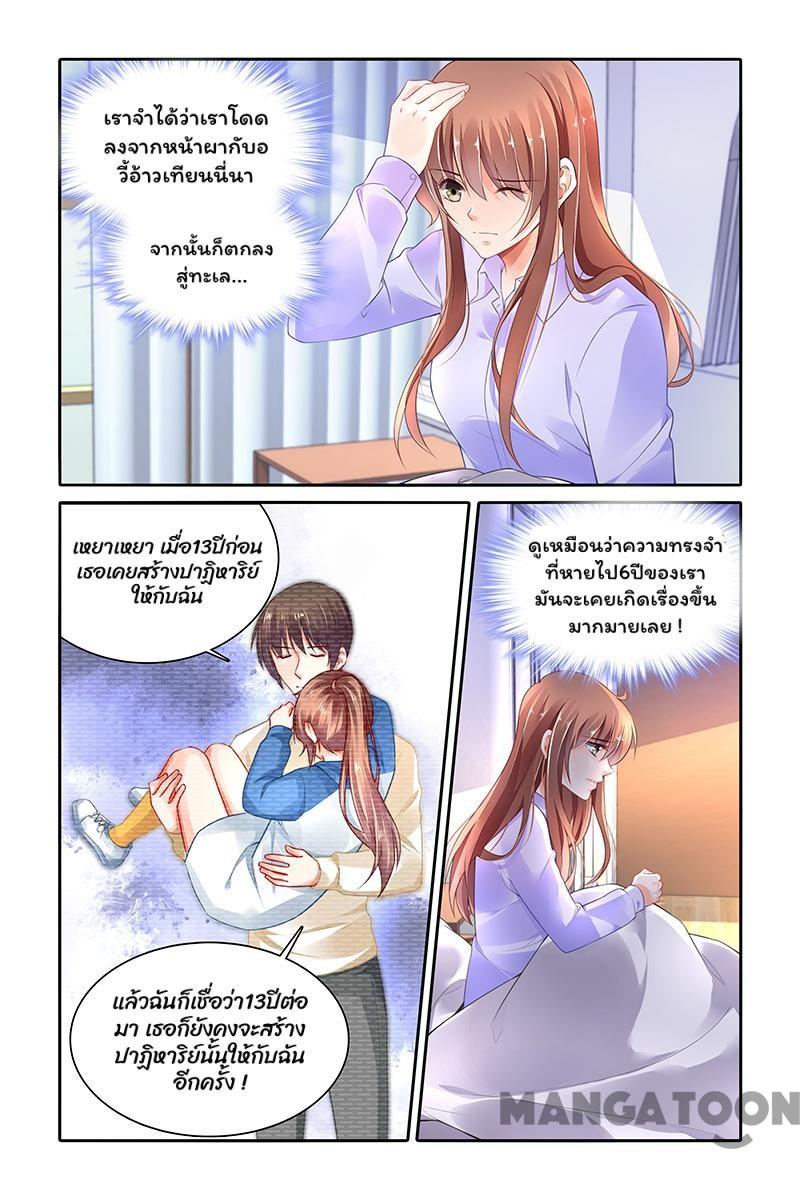 เราจำได้ว่าเราโดด
ลงจากหน้าผากับอ
วี้อ้าวเทียนนี่นา
จากนั้นก็ตกลง
สู่ทะเล...
เหยาเหยา เมื่อ13ปีก่อน
เธอเคยสร้างปาฏิหาริย์
ให้กับฉัน
ดูเหมือนว่าความทรงจำ
ที่หายไป6ปีของเรา
มันจะเคยเกิดเรื่องขึ้น
มากมายเลย !
แล้วฉันก็เชื่อว่า13ปีต่อ
มา เธอก็ยังคงจะสร้าง
ปาฏิหาริย์นั้นให้กับฉัน
อีกครั้ง !
MANGATOON